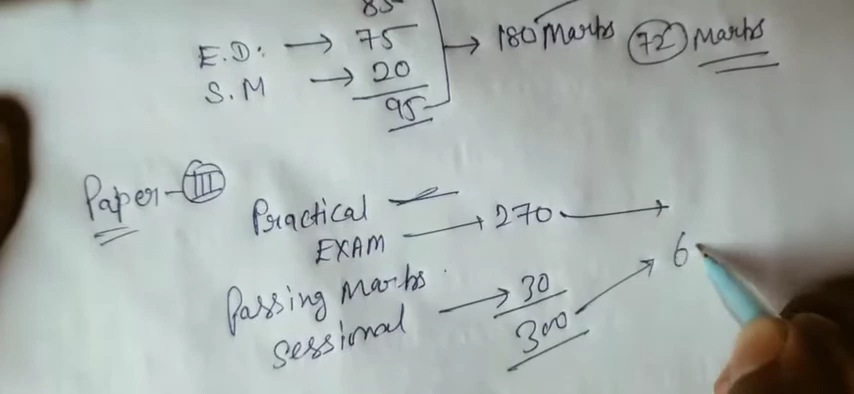 85
E.D: → 75 → 180 Marks 72 Marks
S.M → 20
95
Paper - III
Practical
EXAM → 270 →
Passing Marks
sessional → 30
300 → 6